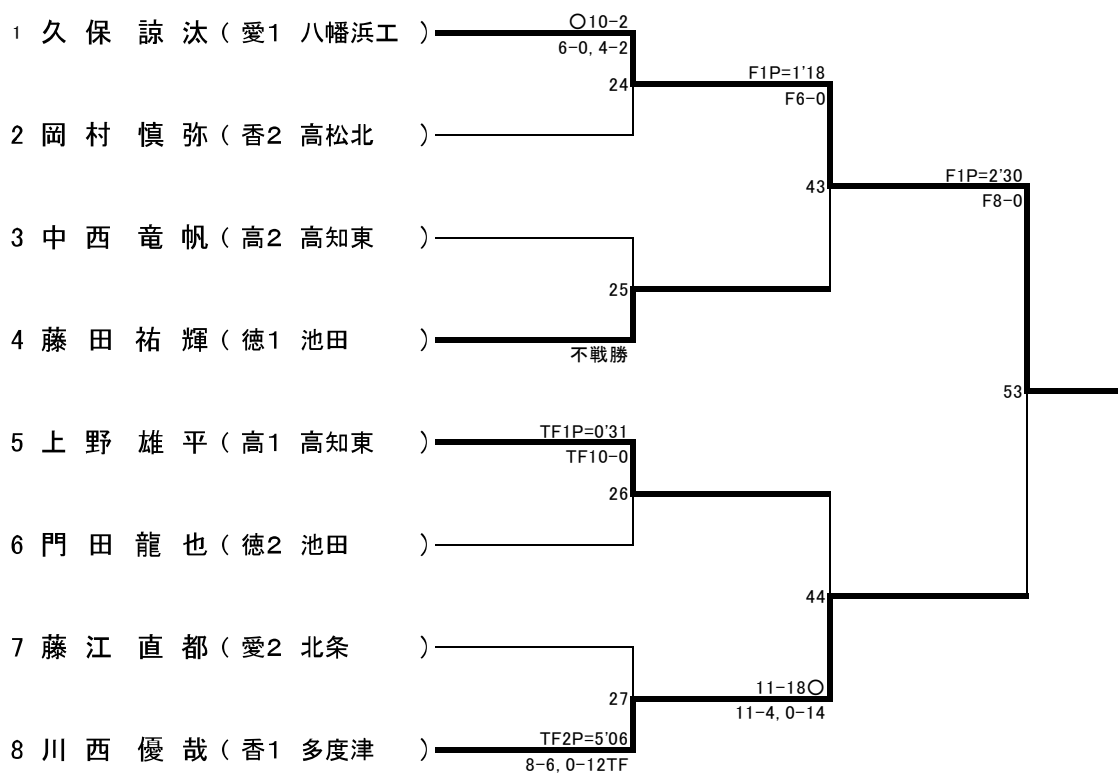 1 久 保 諒 汰 ( 愛1 八幡浜工 )
○10-2
6-0, 4-2
24
F1P=1'18
F6-0
2 岡 村 慎 弥 ( 香2 高松北 )
43
F1P=2'30
F8-0
3 中 西 竜 帆 ( 高2 高知東 )
25
4 藤 田 祐 輝 ( 徳1 池田 )
不戦勝
53
5 上 野 雄 平 ( 高1 高知東 )
TF1P=0'31
TF10-0
26
6 門 田 龍 也 ( 徳2 池田 )
44
7 藤 江 直 都 ( 愛2 北条 )
27
11-18○
11-4, 0-14
8 川 西 優 哉 ( 香1 多度津 )
TF2P=5'06
8-6, 0-12TF